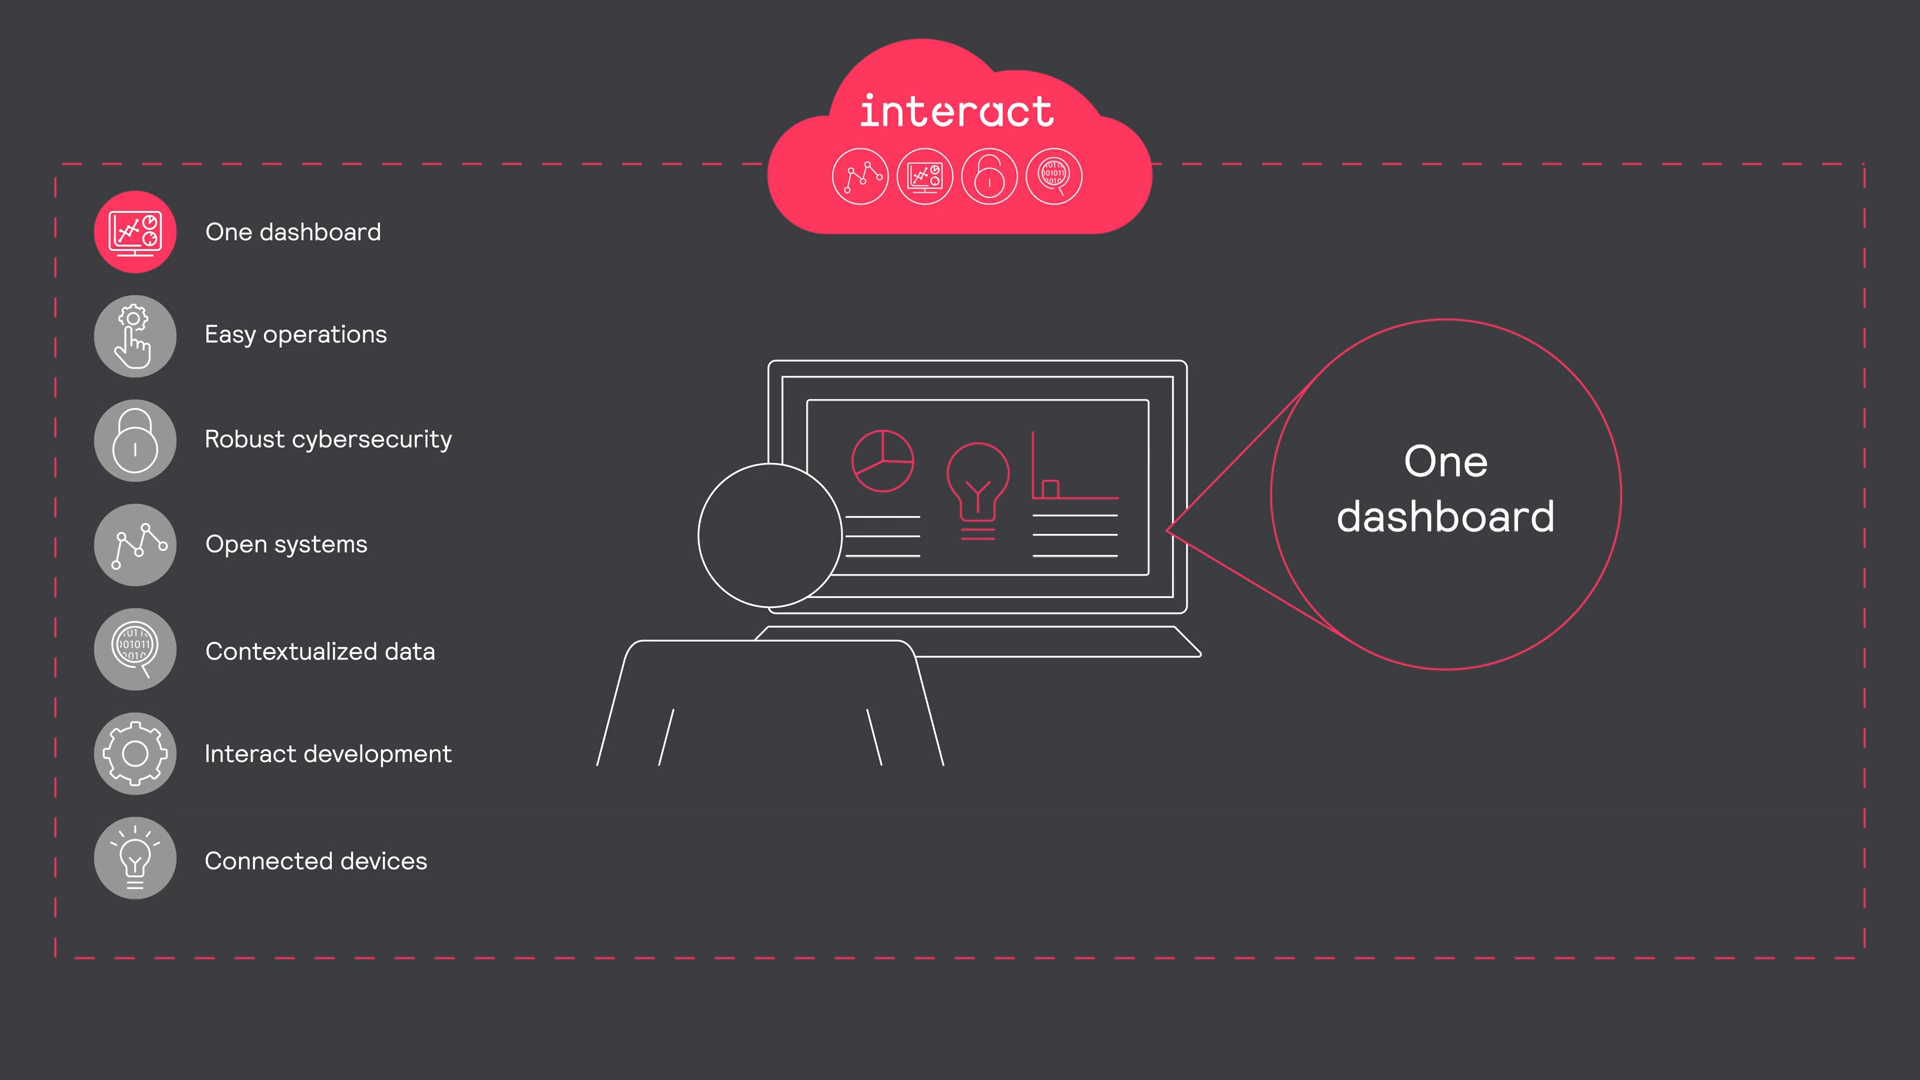 interact
One dashboard
Easy operations
Robust cybersecurity
Open systems
Contextualized data
Interact development
Connected devices
One
dashboard